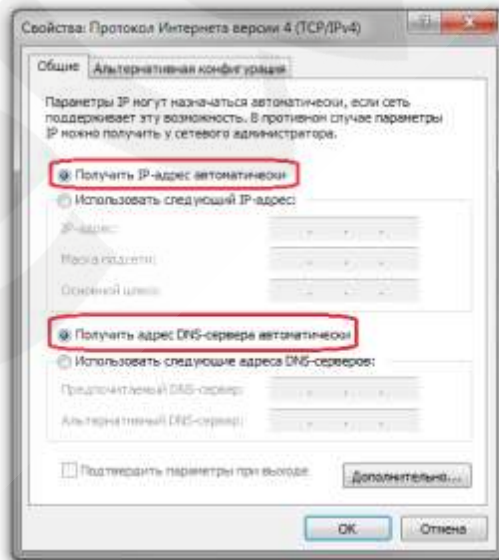 Свойства: Протокол Интернета версии 4 (TCP/IPv4)
Общие
Альтернативная конфигурация
Параметры IP могут назначаться автоматически, если сеть
поддерживает эту возможность. В противном случае параметры
IP можно получить у сетевого администратора.
Получить IP-адрес автоматически
Использовать следующий IP-адрес:
IP-адрес:
Маска подсети:
Основной шлюз:
Получить адрес DNS-сервера автоматически
Использовать следующие адреса DNS-серверов:
Предпочитаемый DNS-сервер:
Альтернативный DNS-сервер:
Подтвердить параметры при выходе
Дополнительно...
ОК
Отмена